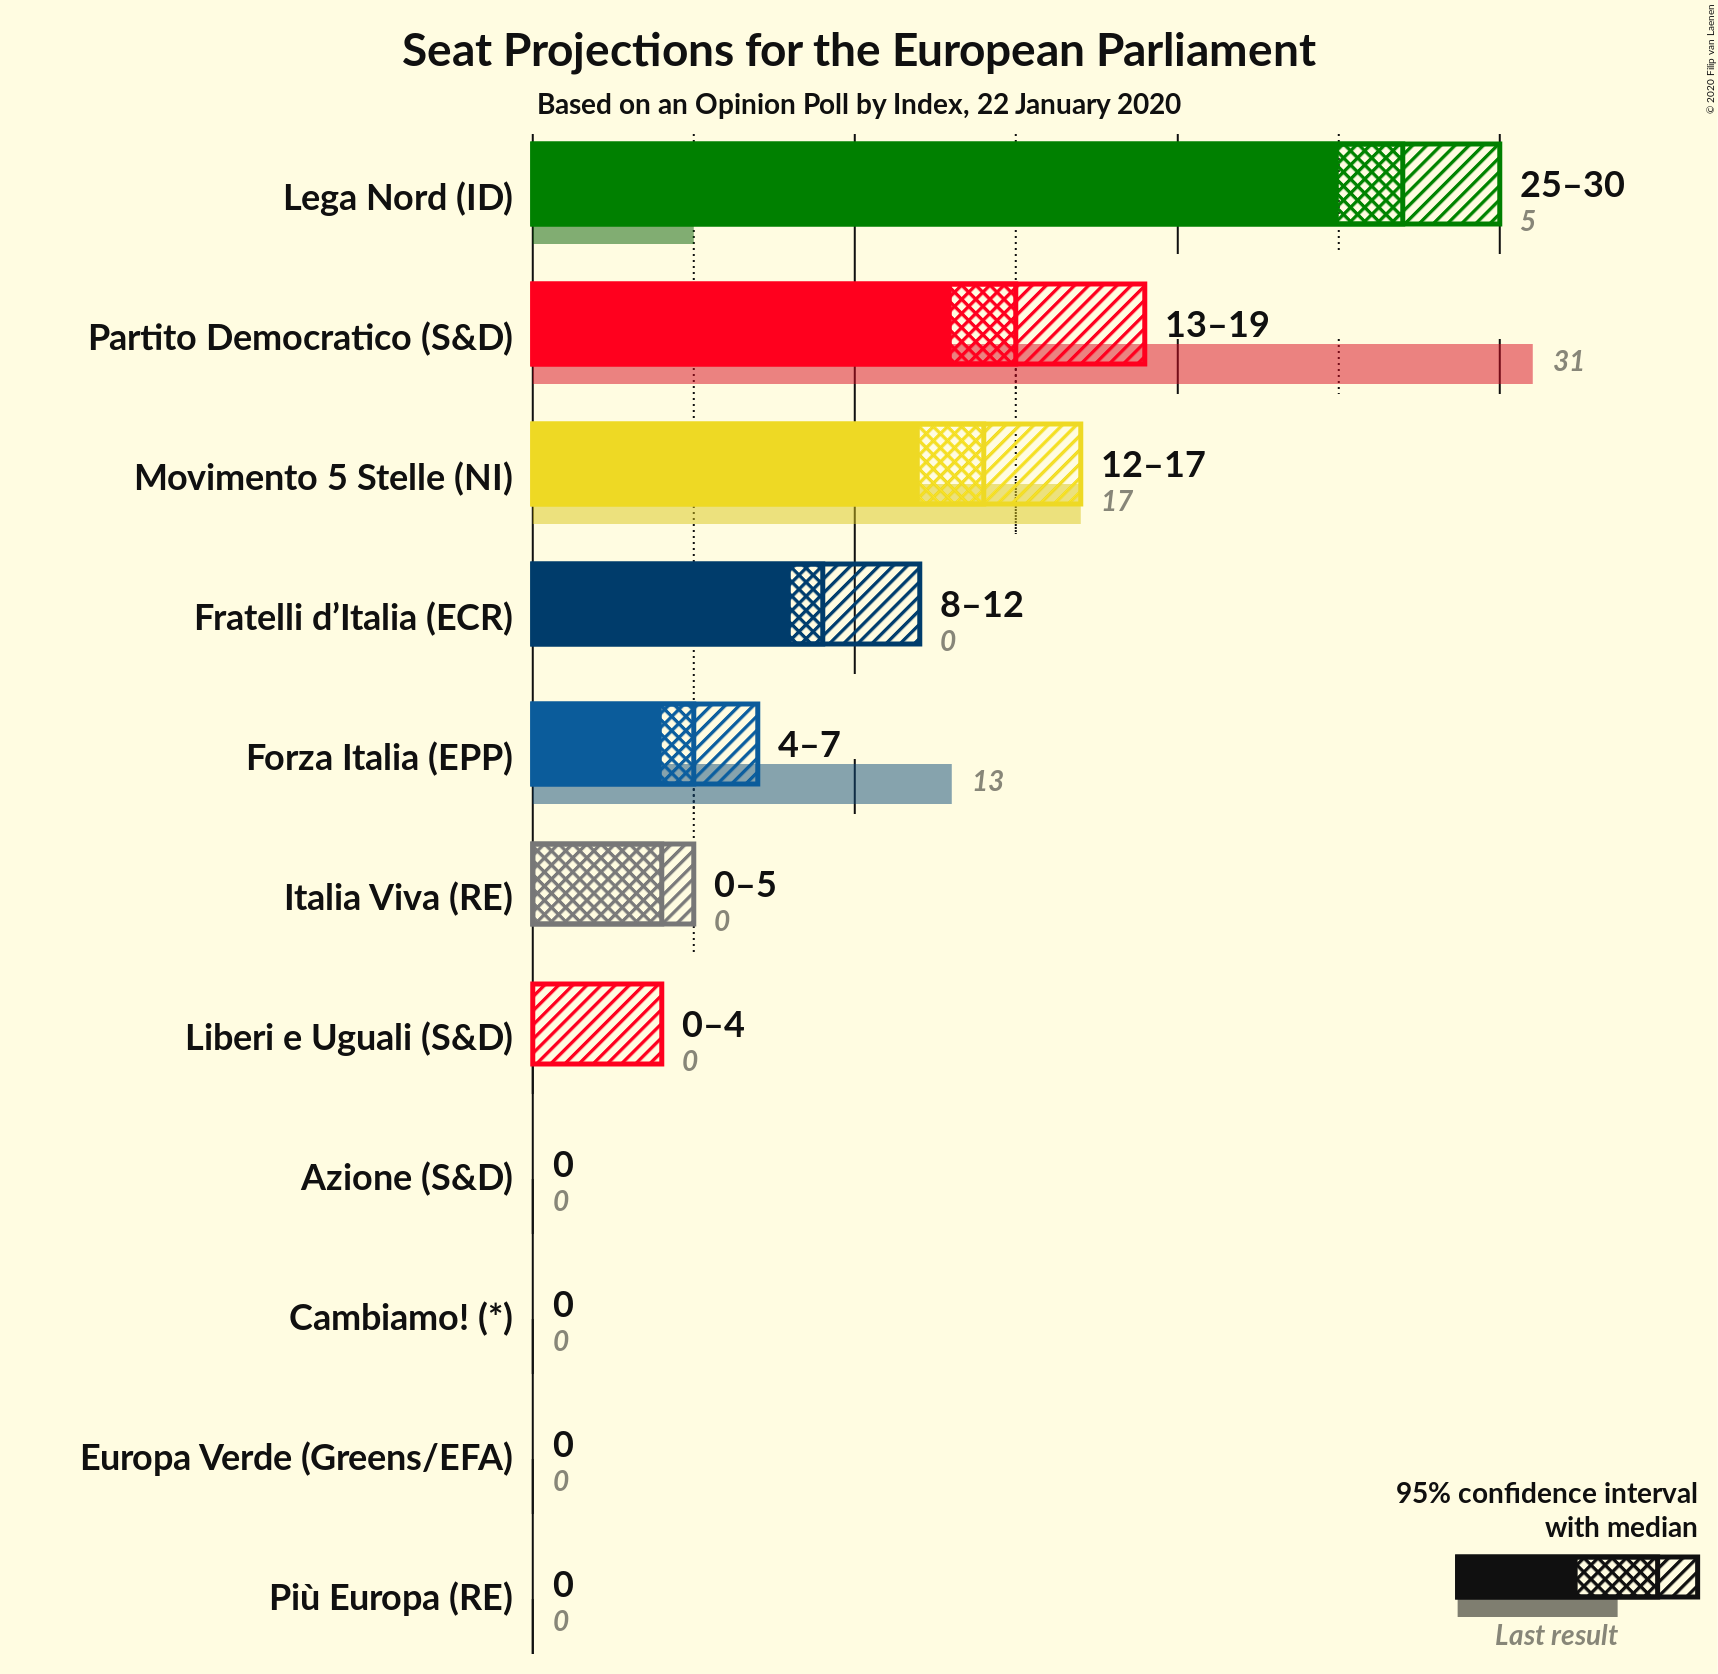 Seat Projections for the European Parliament
Based on an Opinion Poll by Index, 22 January 2020
© 2020 Filip van Laenen
Lega Nord (ID)
25–30
5
Partito Democratico (S&D)
13–19
31
Movimento 5 Stelle (NI)
12–17
17
Fratelli d’Italia (ECR)
8–12
0
Forza Italia (EPP)
4–7
13
Italia Viva (RE)
0–5
0
Liberi e Uguali (S&D)
0–4
0
Azione (S&D)
0
0
Cambiamo! (*)
0
0
Europa Verde (Greens/EFA)
0
0
Più Europa (RE)
0
0
95% confidence interval
with median
Last result